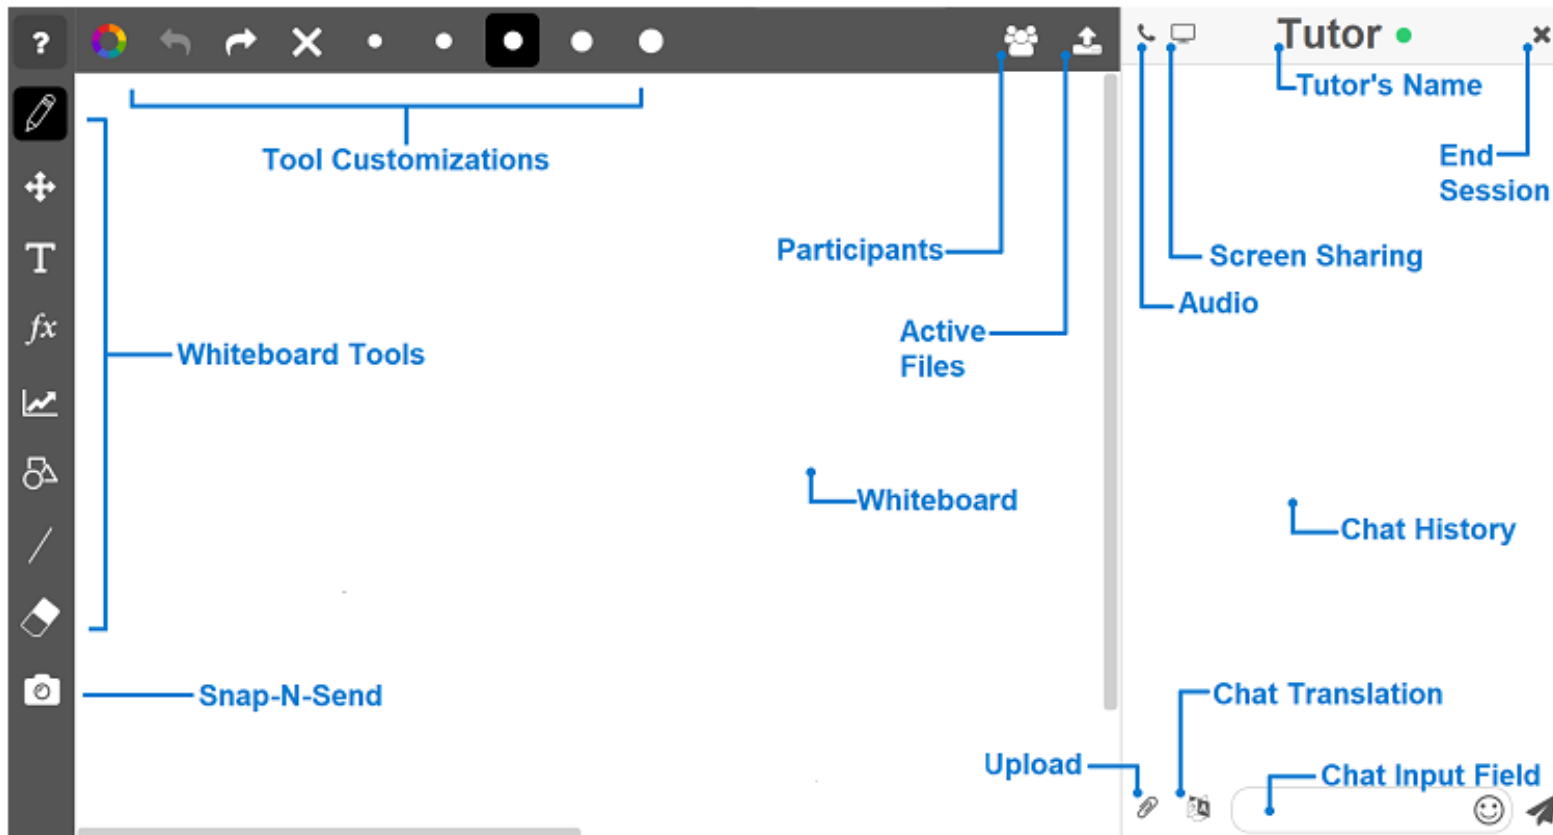 ?
Tutor
Tutor's Name
Tool Customizations
End
Session
Participants
Screen Sharing
T
Audio
fx
Active
Files
Whiteboard Tools
Whiteboard
Chat History
Snap-N-Send
Chat Translation
Upload
Chat Input Field